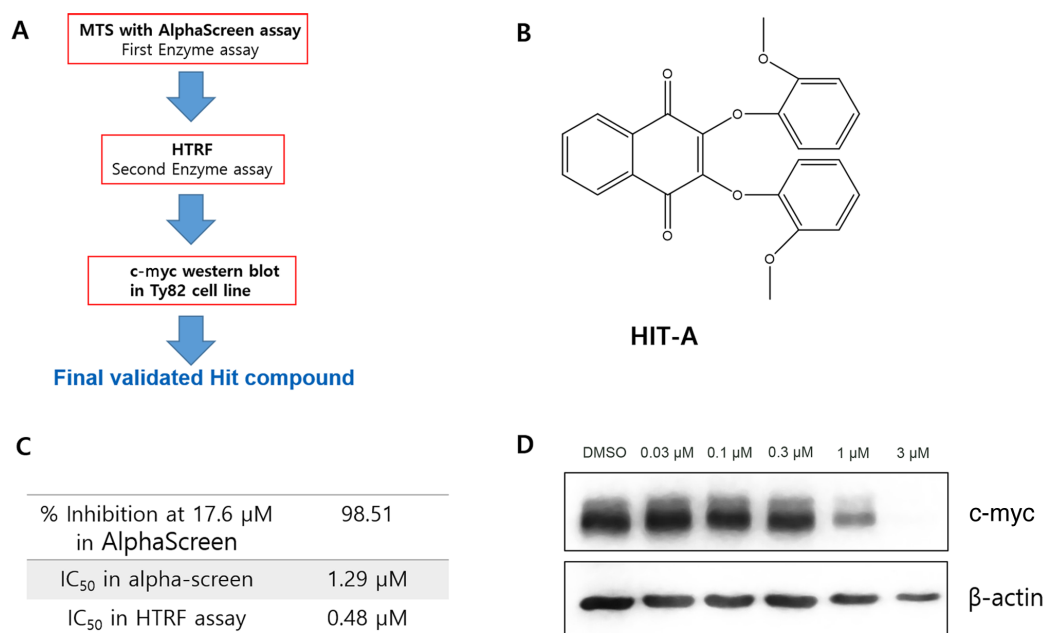 A
MTS with AlphaScreen assay
First Enzyme assay
HTRF
Second Enzyme assay
c-myc western blot
in Ty82 cell line
Final validated Hit compound
B
O
O
O
O
O
O
HIT-A
C
% Inhibition at 17.6 μM 98.51
in AlphaScreen
IC50 in alpha-screen 1.29 μM
IC50 in HTRF assay 0.48 μM
D
DMSO 0.03 μM 0.1 μM 0.3 μM 1 μM 3 μM
c-myc
β-actin